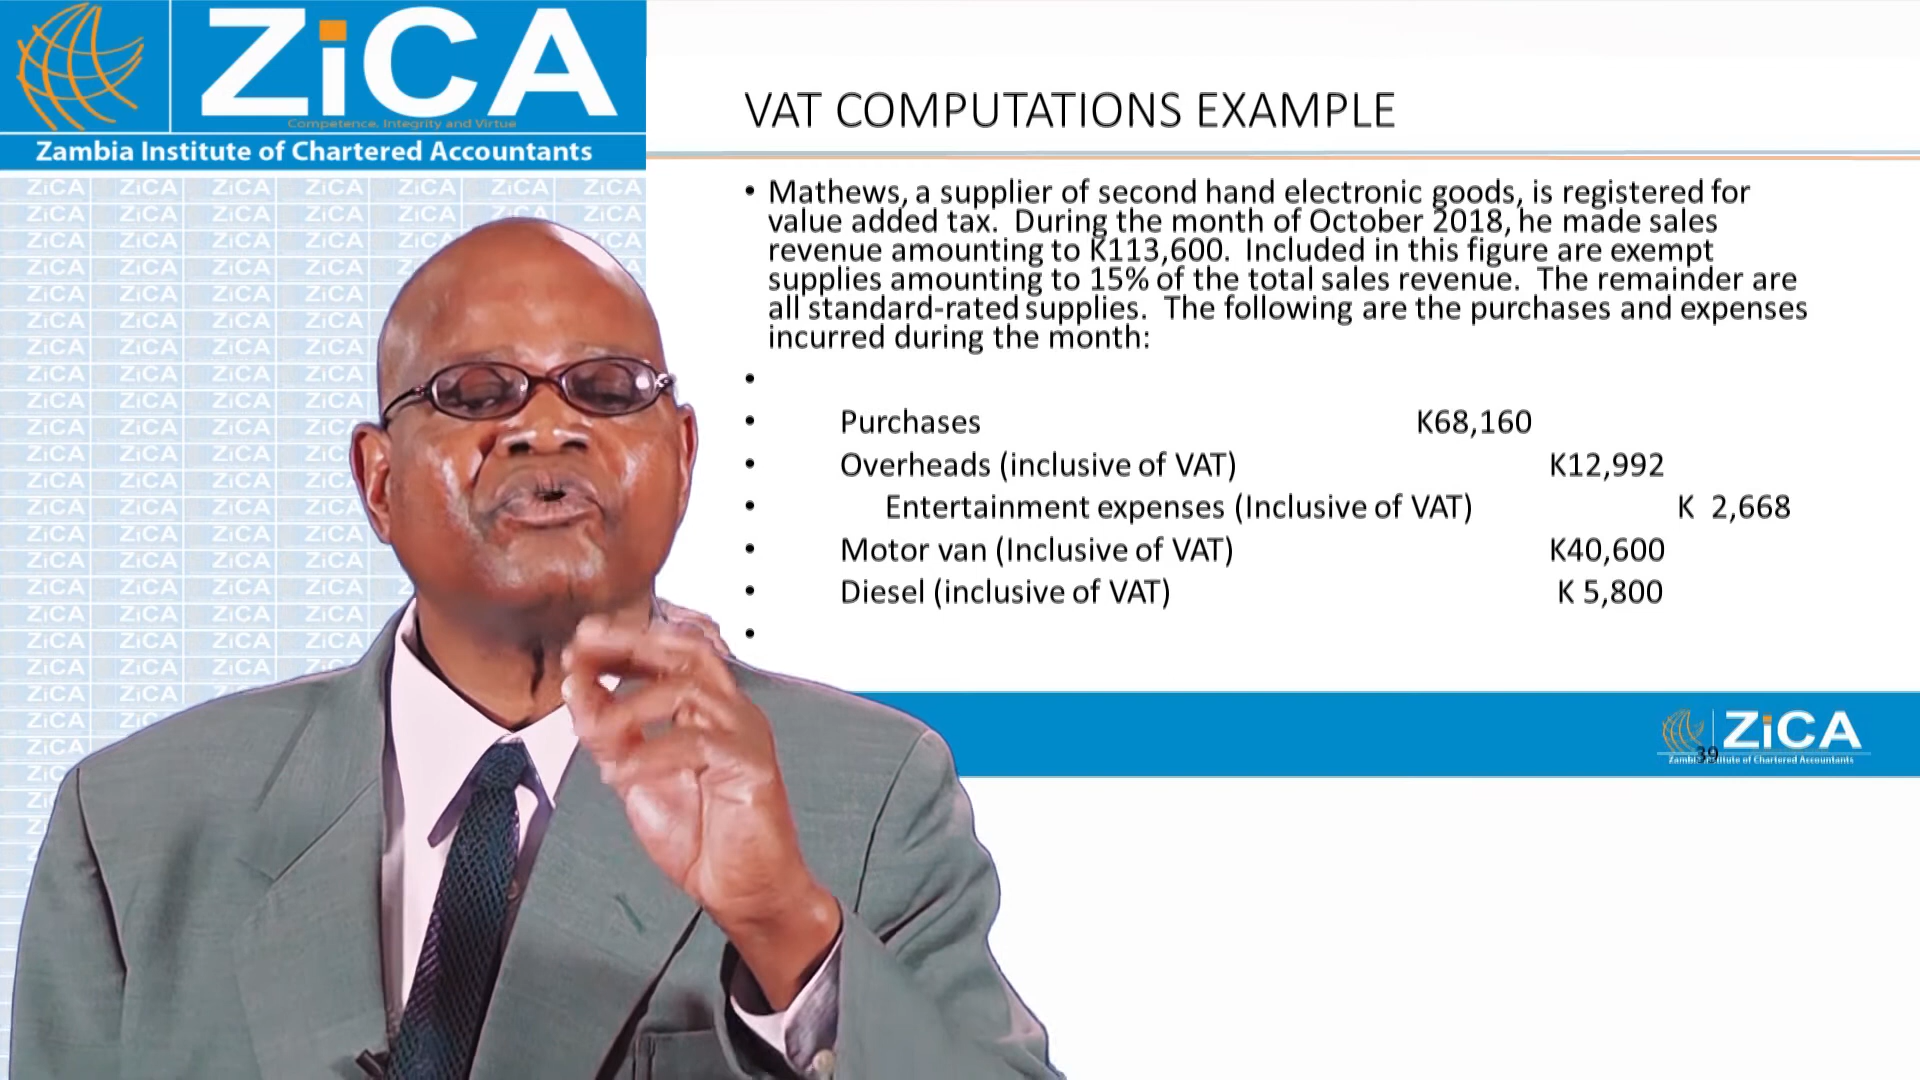 ZiCA
Competence, Integrity and Virtue
Zambia Institute of Chartered Accountants
VAT COMPUTATIONS EXAMPLE
• Mathews, a supplier of second hand electronic goods, is registered for
value added tax.  During the month of October 2018, he made sales
revenue amounting to K113,600.  Included in this figure are exempt
supplies amounting to 15% of the total sales revenue.  The remainder are
all standard-rated supplies.  The following are the purchases and expenses
incurred during the month:
•
• Purchases K68,160
• Overheads (inclusive of VAT) K12,992
• Entertainment expenses (Inclusive of VAT) K  2,668
• Motor van (Inclusive of VAT) K40,600
• Diesel (inclusive of VAT) K 5,800
•
ZiCA
39
Zambia Institute of Chartered Accountants